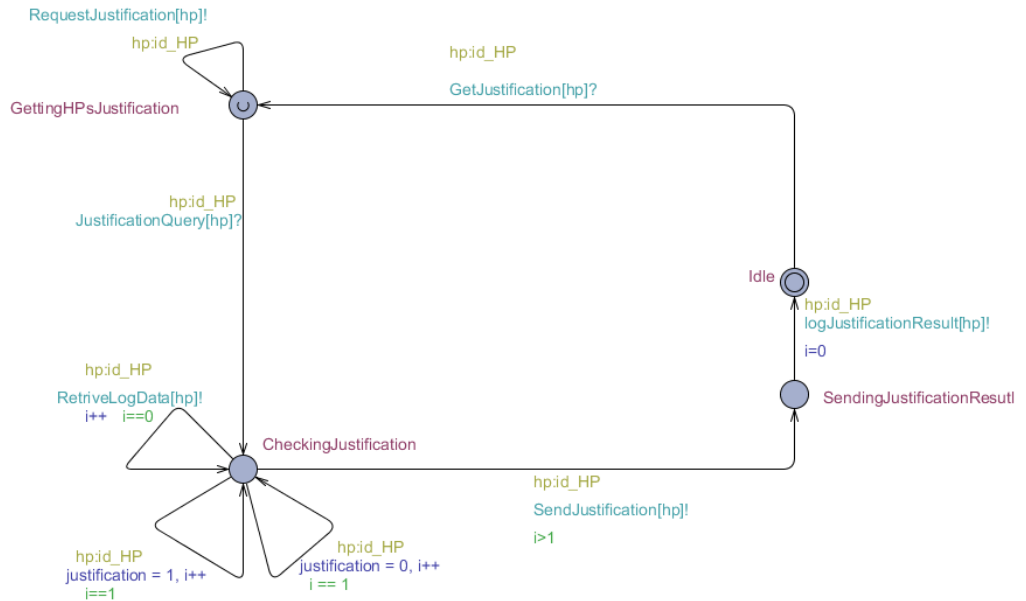 RequestJustification[hp]!
hp:id_HP
GettingHPsJustification
hp:id_HP
GetJustification[hp]?
hp:id_HP
JustificationQuery[hp]?
Idle
hp:id_HP
logJustificationResult[hp]!
i=0
SendingJustificationResutl
hp:id_HP
RetriveLogData[hp]!
i++ i==0
CheckingJustification
hp:id_HP
SendJustification[hp]!
i>1
hp:id_HP
justification = 1, i++
i==1
hp:id_HP
justification = 0, i++
i == 1